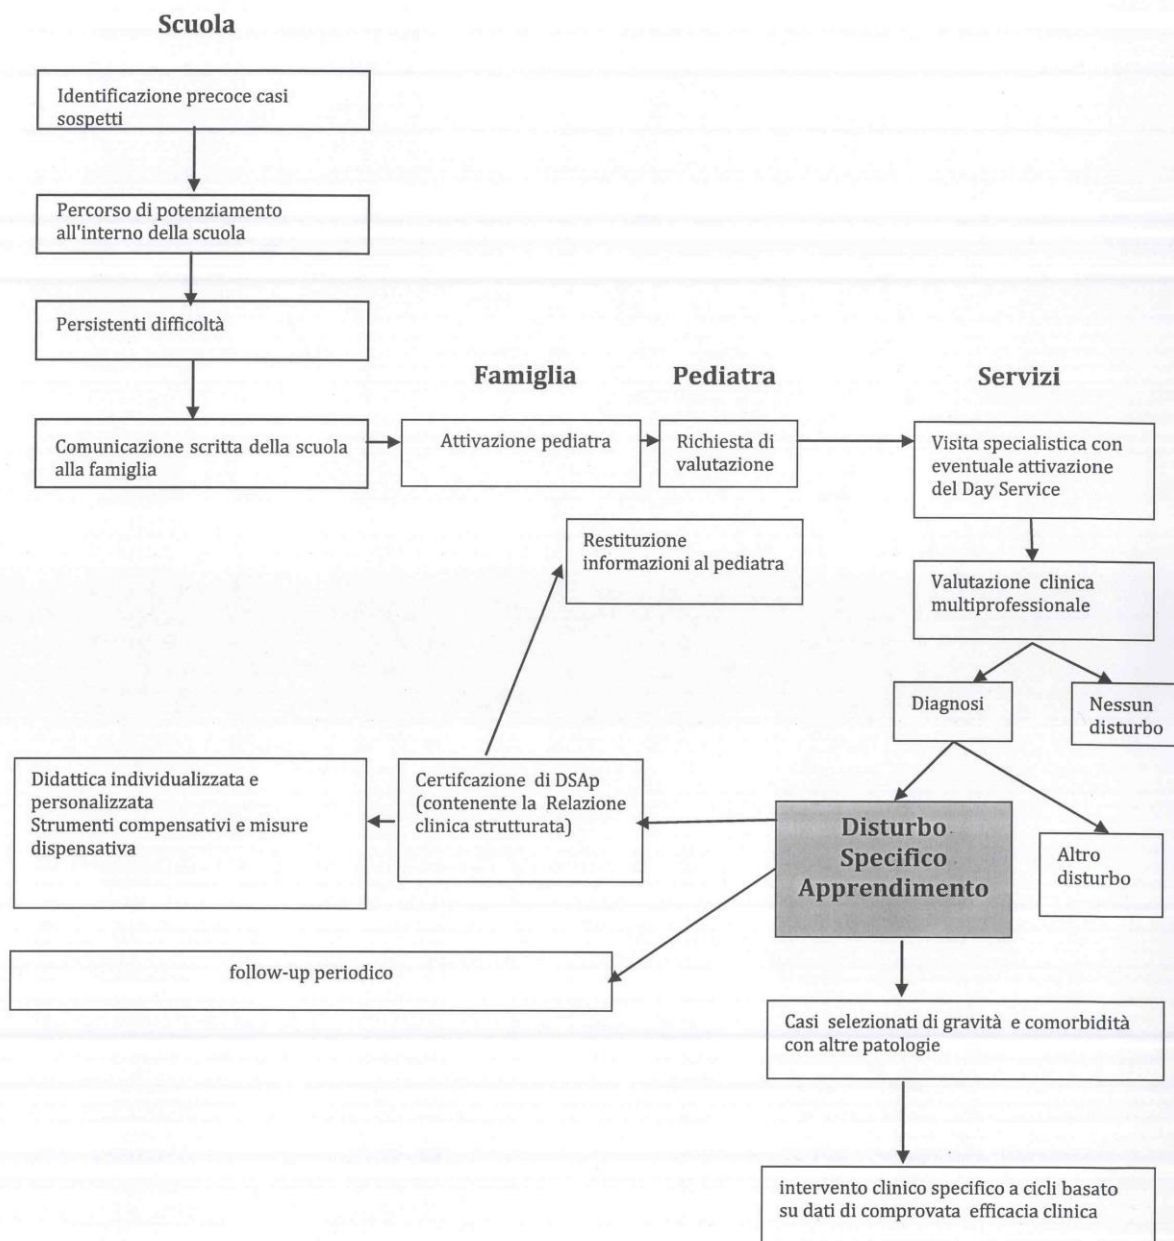 Scuola
Identificazione precoce casi
sospetti
Percorso di potenziamento
all'interno della scuola
Persistenti difficoltà
Famiglia
Pediatra
Servizi
Comunicazione scritta della scuola
alla famiglia
Attivazione pediatra
Richiesta di
valutazione
Visita specialistica con
eventuale attivazione
del Day Service
Restituzione
informazioni al pediatra
Valutazione clinica
multiprofessionale
Diagnosi
Nessun
disturbo
Didattica individualizzata e
personalizzata
Strumenti compensativi e misure
dispensativa
Certifcazione di DSAp
(contenente la Relazione
clinica strutturata)
Disturbo
Specifico
Apprendimento
Altro
disturbo
follow-up periodico
Casi selezionati di gravità e comorbidità
con altre patologie
intervento clinico specifico a cicli basato
su dati di comprovata efficacia clinica